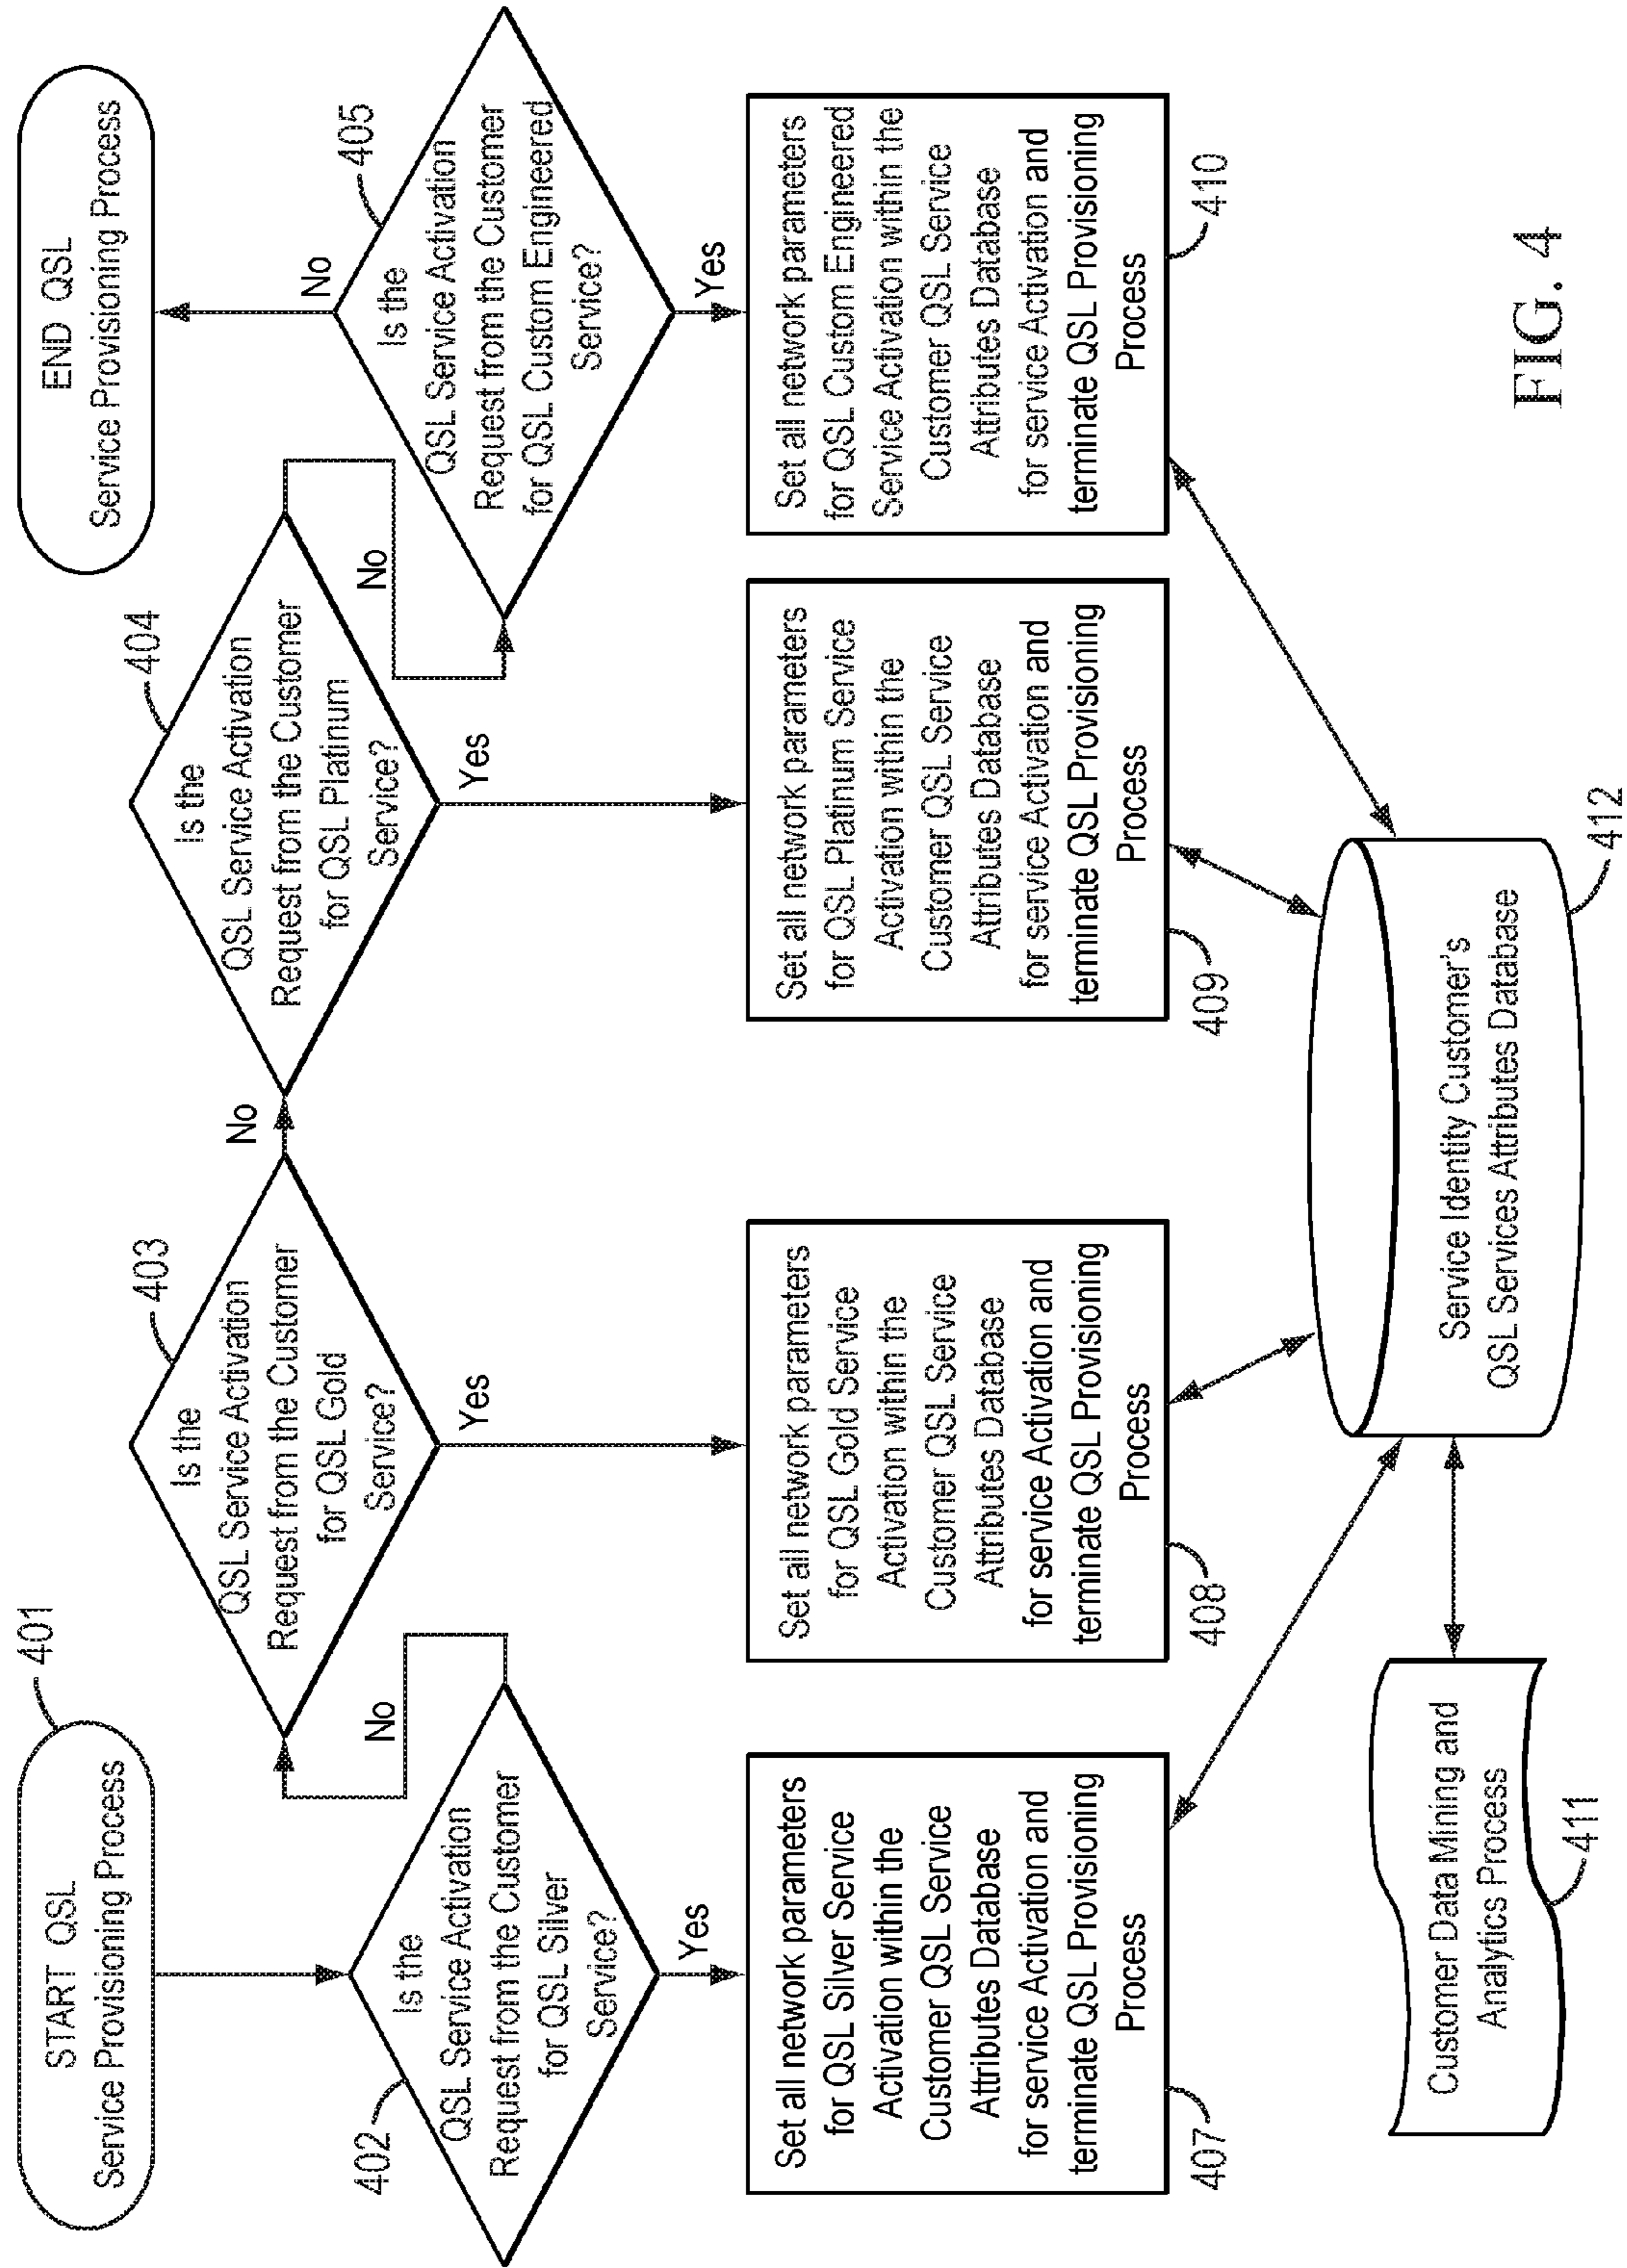 START QSL
Service Provisioning Process
401
Is the
QSL Service Activation
Request from the Customer
for QSL Silver
Service?
402
No
Yes
Is the
QSL Service Activation
Request from the Customer
for QSL Gold
Service?
403
No
Yes
Is the
QSL Service Activation
Request from the Customer
for QSL Platinum
Service?
404
No
Yes
Is the
QSL Service Activation
Request from the Customer
for QSL Custom Engineered
Service?
405
No
Yes
END QSL
Service Provisioning Process
Set all network parameters
for QSL Silver Service
Activation within the
Customer QSL Service
Attributes Database
for service Activation and
terminate QSL Provisioning
Process
407
Set all network parameters
for QSL Gold Service
Activation within the
Customer QSL Service
Attributes Database
for service Activation and
terminate QSL Provisioning
Process
408
Set all network parameters
for QSL Platinum Service
Activation within the
Customer QSL Service
Attributes Database
for service Activation and
terminate QSL Provisioning
Process
409
Set all network parameters
for QSL Custom Engineered
Service Activation within the
Customer QSL Service
Attributes Database
for service Activation and
terminate QSL Provisioning
Process
410
Customer Data Mining and
Analytics Process
411
Service Identity Customer's
QSL Services Attributes Database
412
FIG. 4